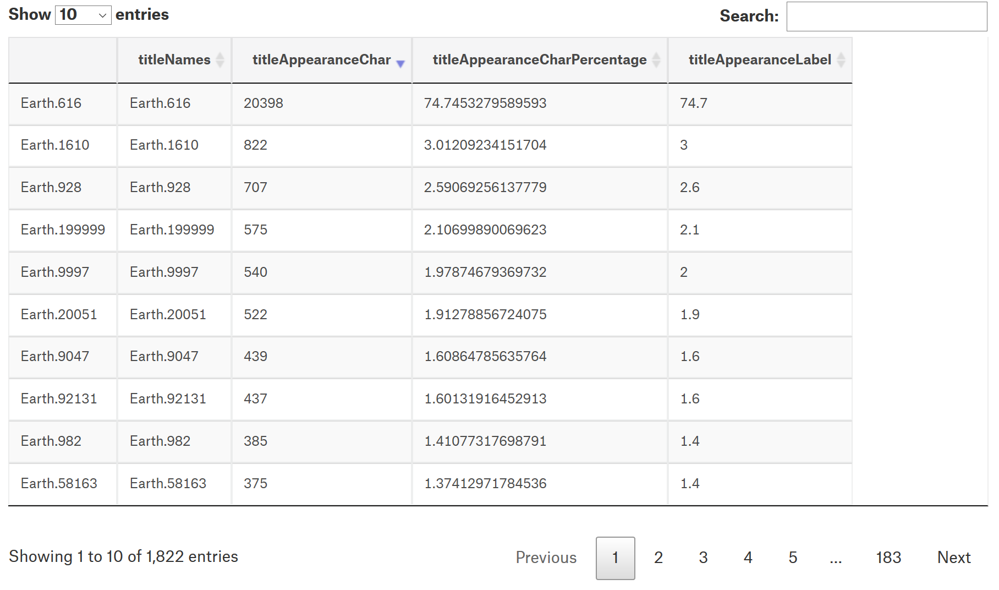 Show 10 entries Search:
titleNames titleAppearanceChar titleAppearanceCharPercentage titleAppearanceLabel
Earth.616 Earth.616 20398 74.7453279589593 74.7
Earth.1610 Earth.1610 822 3.01209234151704 3
Earth.928 Earth.928 707 2.59069256137779 2.6
Earth.199999 Earth.199999 575 2.10699890069623 2.1
Earth.9997 Earth.9997 540 1.97874679369732 2
Earth.20051 Earth.20051 522 1.91278856724075 1.9
Earth.9047 Earth.9047 439 1.60864785635764 1.6
Earth.92131 Earth.92131 437 1.60131916452913 1.6
Earth.982 Earth.982 385 1.41077317698791 1.4
Earth.58163 Earth.58163 375 1.37412971784536 1.4
Showing 1 to 10 of 1,822 entries Previous 1 2 3 4 5 ... 183 Next